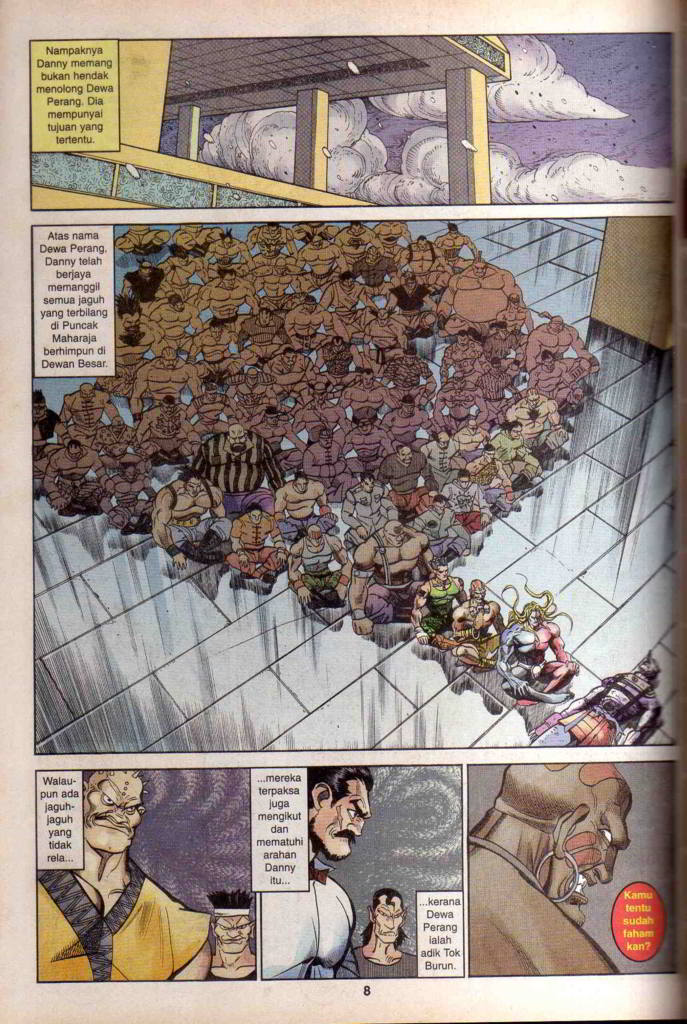 Nampaknya
Danny memang
bukan hendak
menolong Dewa
Perang. Dia
mempunyai
tujuan yang
tertentu.
Atas nama
Dewa Perang,
Danny telah
berjaya
memanggil
semua jaguh
yang terbilang
di Puncak
Maharaja
berhimpun di
Dewan Besar.
Walau-
pun ada
jaguh-
jaguh
yang
tidak
rela...
...mereka
terpaksa
juga
mengikut
dan
mematuhi
arahan
Danny
itu...
...kerana
Dewa
Perang
ialah
adik Tok
Burun.
Kamu
tentu
sudah
faham
kan?
8